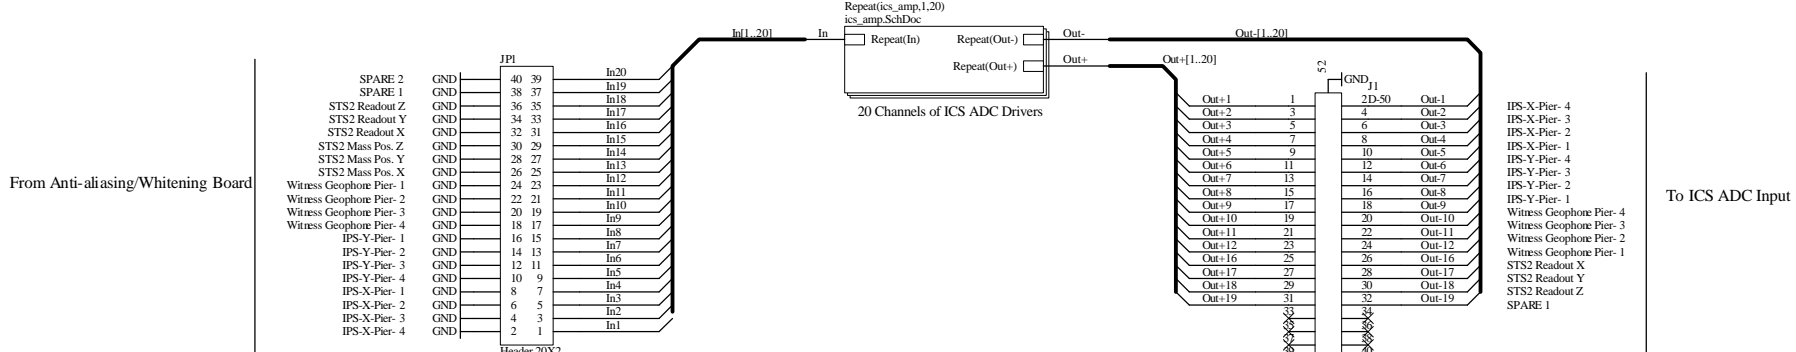 Repeat(ics_amp,1,20)
ics_amp.SchDoc
In[1..20] In Repeat(In) Repeat(Out-) Out- Out-[1..20]
Repeat(Out+) Out+ Out+[1..20]
20 Channels of ICS ADC Drivers
From Anti-aliasing/Whitening Board
JP1
SPARE 2 GND 40 39 In20
SPARE 1 GND 38 37 In19
STS2 Readout Z GND 36 35 In18
STS2 Readout Y GND 34 33 In17
STS2 Readout X GND 32 31 In16
STS2 Mass Pos. Z GND 30 29 In15
STS2 Mass Pos. Y GND 28 27 In14
STS2 Mass Pos. X GND 26 25 In13
Witness Geophone Pier- 1 GND 24 23 In12
Witness Geophone Pier- 2 GND 22 21 In11
Witness Geophone Pier- 3 GND 20 19 In10
Witness Geophone Pier- 4 GND 18 17 In9
IPS-Y-Pier- 1 GND 16 15 In8
IPS-Y-Pier- 2 GND 14 13 In7
IPS-Y-Pier- 3 GND 12 11 In6
IPS-Y-Pier- 4 GND 10 9 In5
IPS-X-Pier- 1 GND 8 7 In4
IPS-X-Pier- 2 GND 6 5 In3
IPS-X-Pier- 3 GND 4 3 In2
IPS-X-Pier- 4 GND 2 1 In1
Header 20X2
52
GND
J1
Out+1 1 2 D-50 Out-1 IPS-X-Pier- 4
Out+2 3 4 Out-2 IPS-X-Pier- 3
Out+3 5 6 Out-3 IPS-X-Pier- 2
Out+4 7 8 Out-4 IPS-X-Pier- 1
Out+5 9 10 Out-5 IPS-Y-Pier- 4
Out+6 11 12 Out-6 IPS-Y-Pier- 3
Out+7 13 14 Out-7 IPS-Y-Pier- 2
Out+8 15 16 Out-8 IPS-Y-Pier- 1
Out+9 17 18 Out-9 Witness Geophone Pier- 4
Out+10 19 20 Out-10 Witness Geophone Pier- 3
Out+11 21 22 Out-11 Witness Geophone Pier- 2
Out+12 23 24 Out-12 Witness Geophone Pier- 1
Out+16 25 26 Out-16 STS2 Readout X
Out+17 27 28 Out-17 STS2 Readout Y
Out+18 29 30 Out-18 STS2 Readout Z
Out+19 31 32 Out-19 SPARE 1
33 34
35 36
37 38
To ICS ADC Input